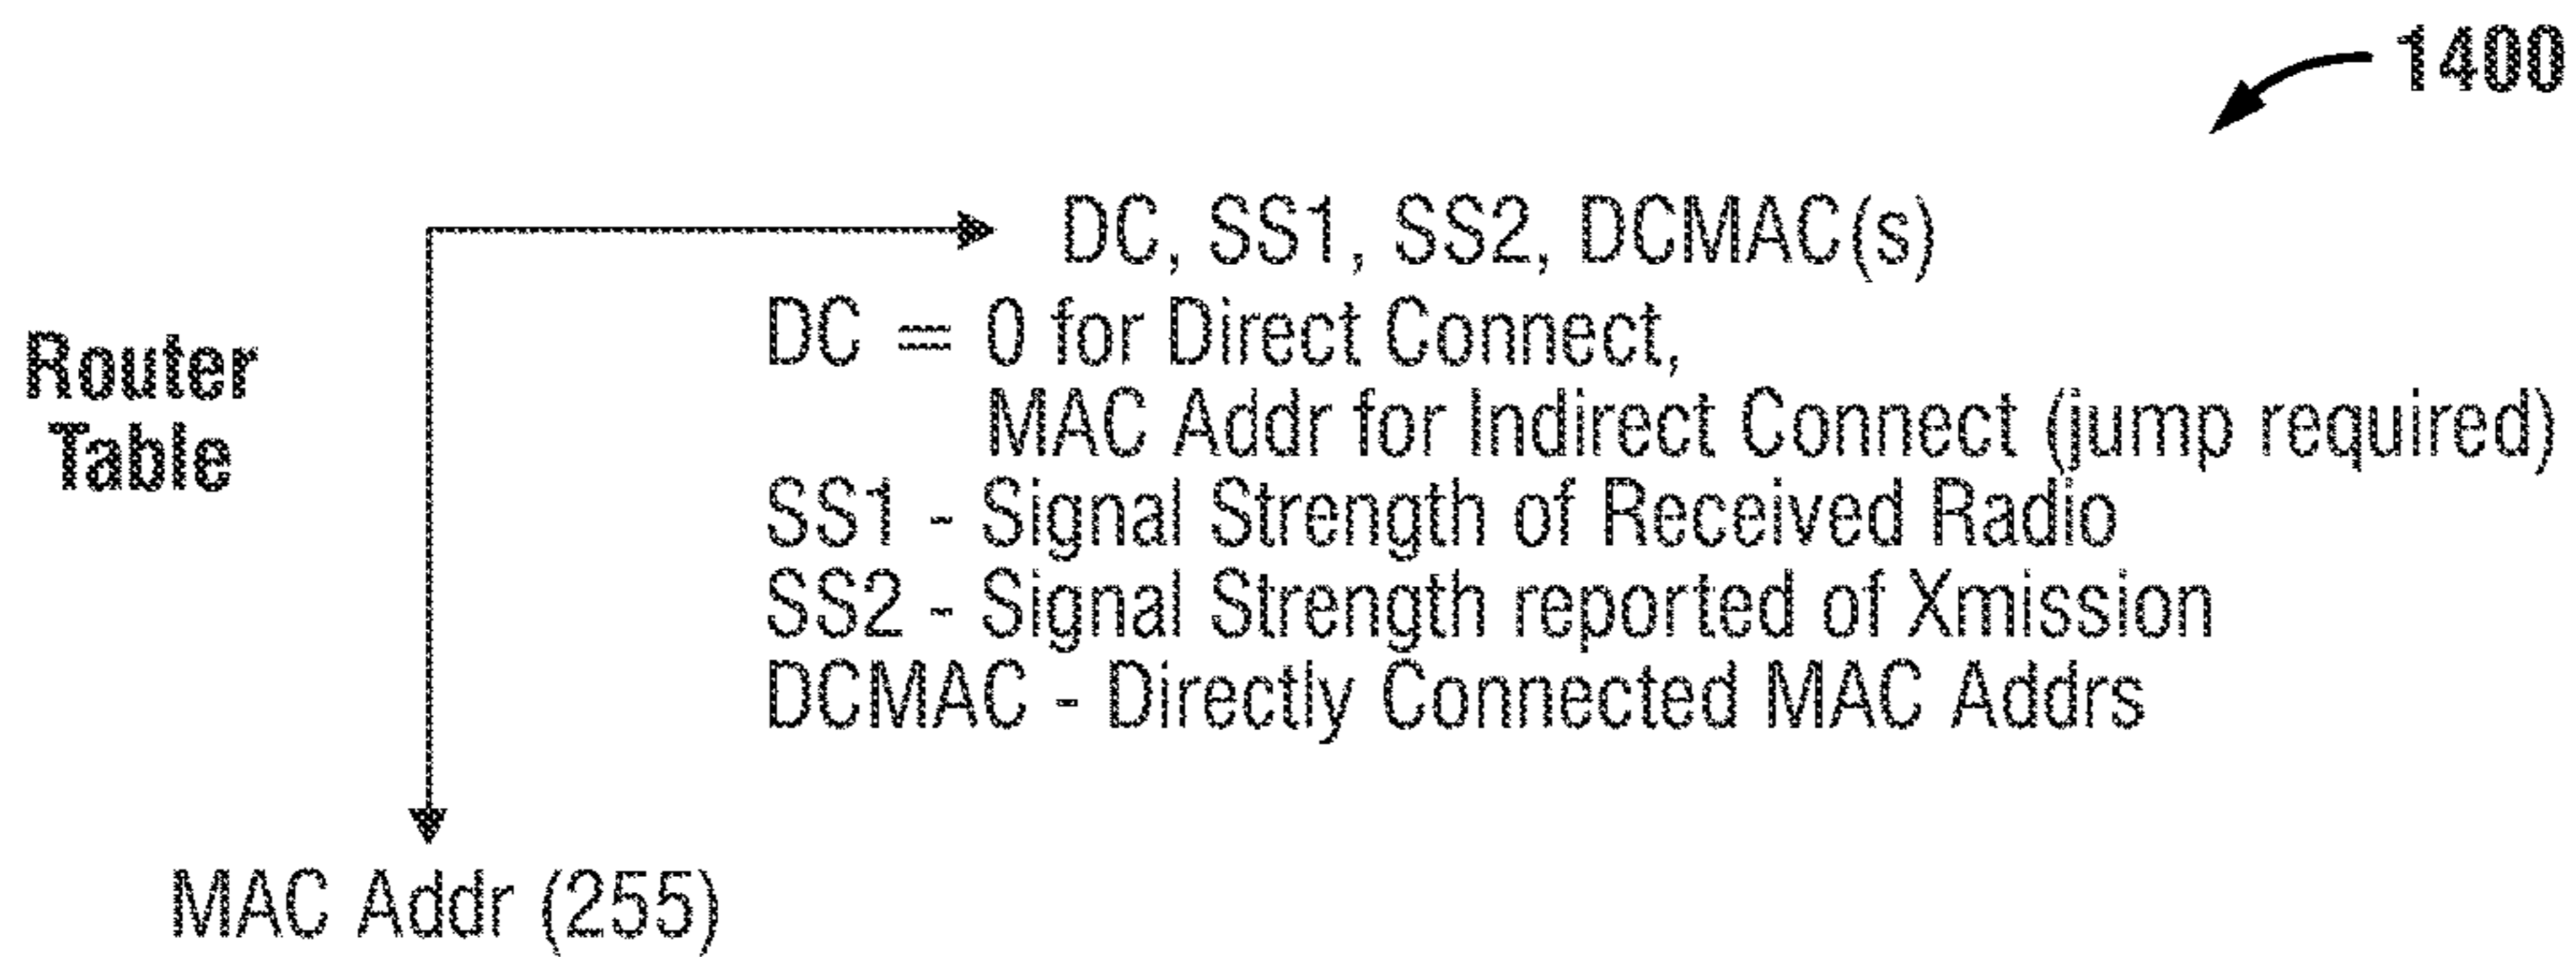 1400
DC, SS1, SS2, DCMAC(s)
DC = 0 for Direct Connect,
MAC Addr for Indirect Connect (jump required)
SS1 - Signal Strength of Received Radio
SS2 - Signal Strength reported of Xmission
DCMAC - Directly Connected MAC Addrs
Router
Table
MAC Addr (255)